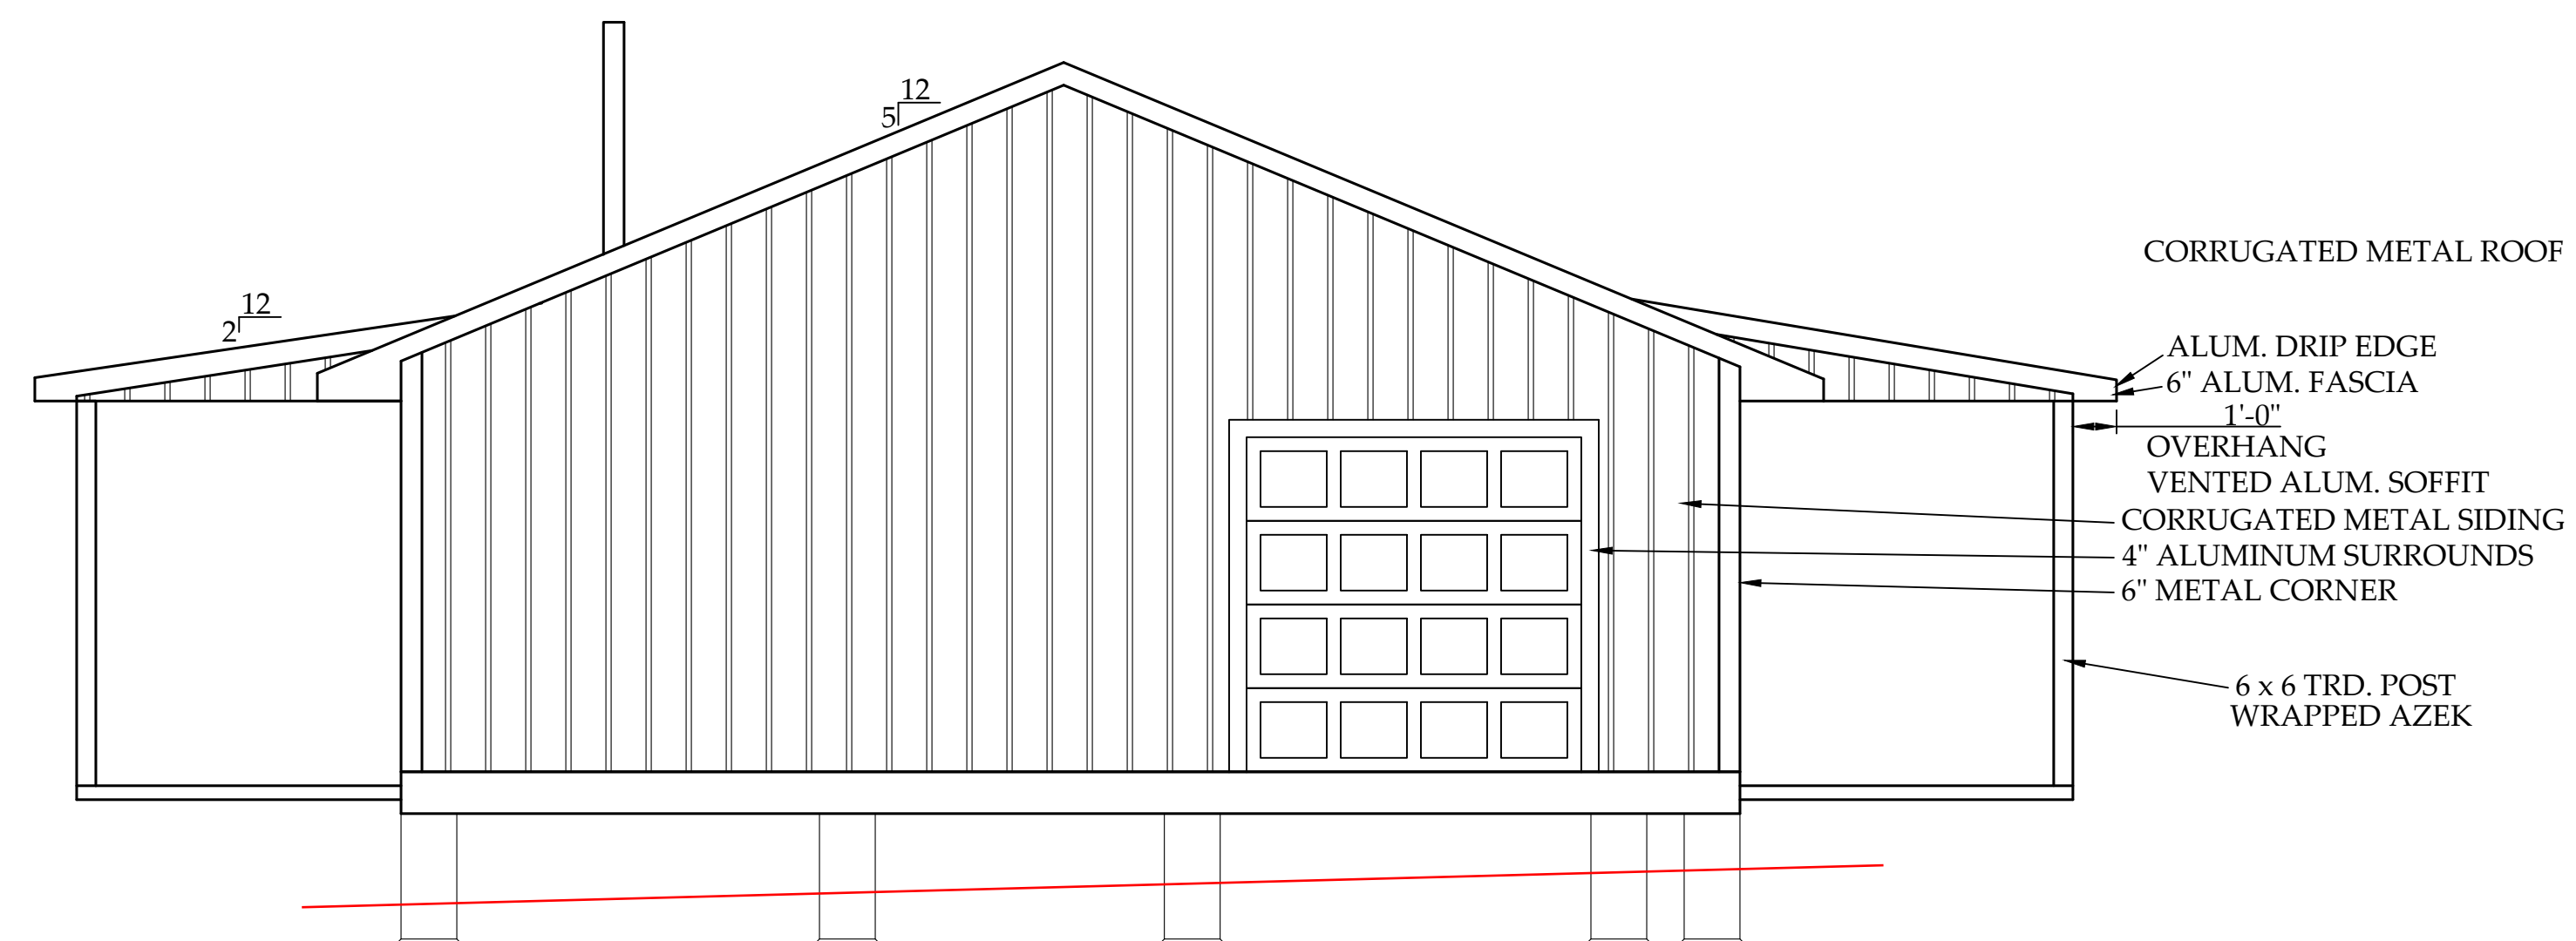 12
5
12
2
CORRUGATED METAL ROOF
ALUM. DRIP EDGE
6" ALUM. FASCIA
1'-0"
OVERHANG
VENTED ALUM. SOFFIT
CORRUGATED METAL SIDING
4" ALUMINUM SURROUNDS
6" METAL CORNER
6 x 6 TRD. POST
WRAPPED AZEK